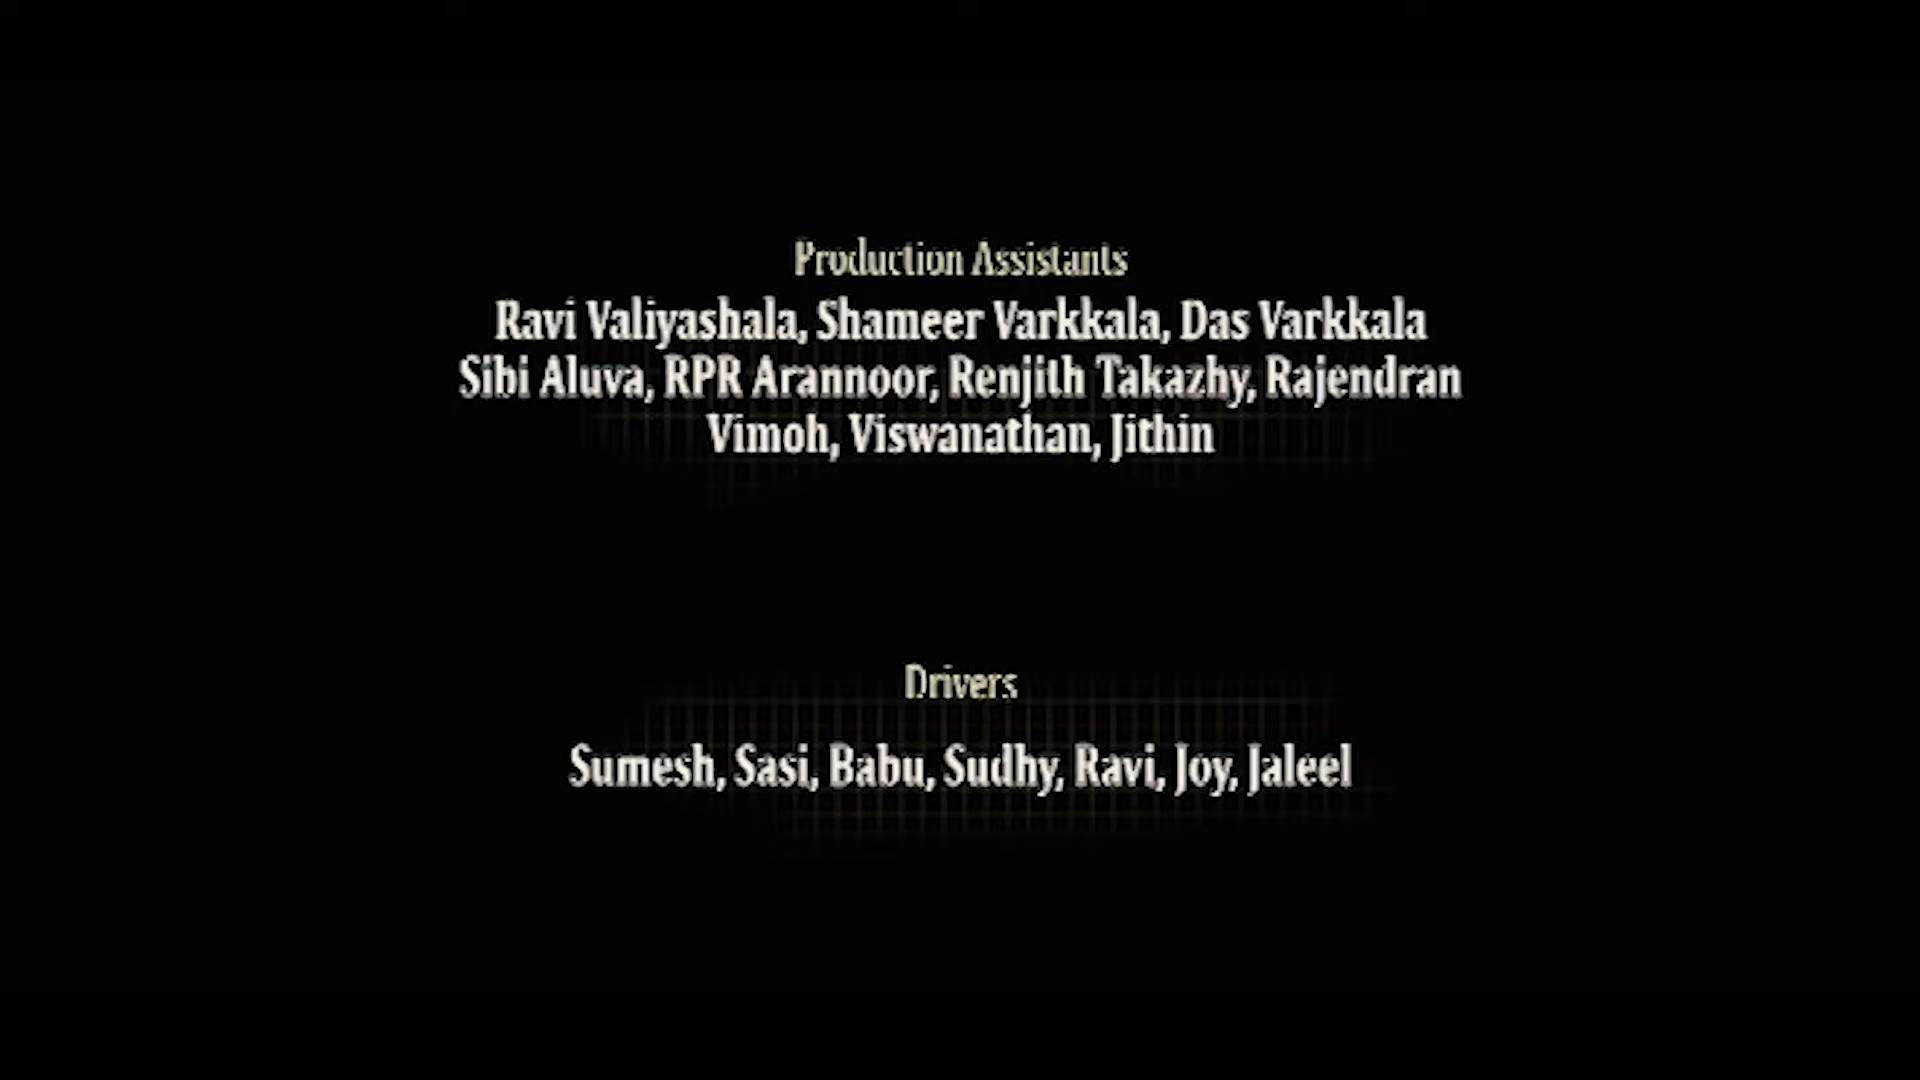 Production Assistants
Ravi Valiyashala, Shameer Varkkala, Das Varkkala
Sibi Aluva, RPR Arannoor, Renjith Takazhy, Rajendran
Vimoh, Viswanathan, Jithin
Drivers
Sumesh, Sasi, Babu, Sudhy, Ravi, Joy, Jaleel